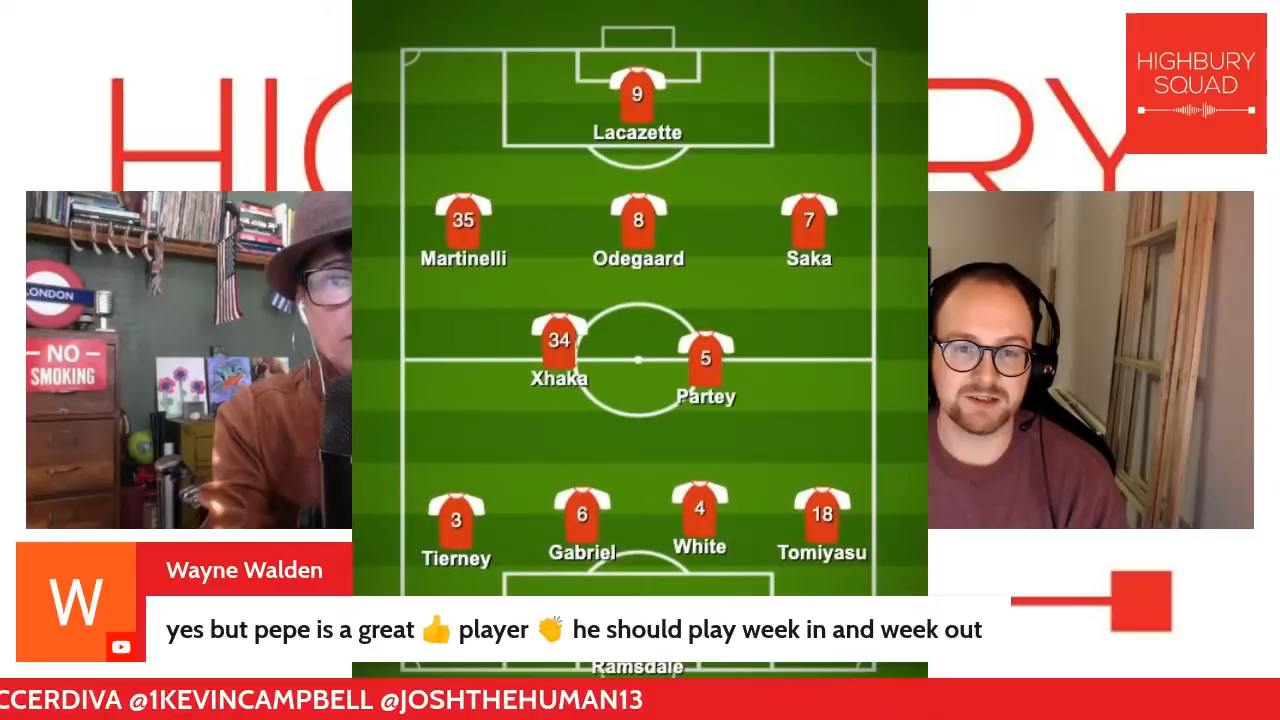 HIGHBURY
SQUAD
9
Lacazette
35
8
7
Martinelli
Odegaard
Saka
LONDON
NO
SMOKING
34
5
Xhaka
Partey
3
6
4
18
Tierney
Gabriel
White
Tomiyasu
W
Wayne Walden
yes but pepe is a great 👍 player 👏 he should play week in and week out
Ramsdale
CCERDIVA @1KEVINCAMPBELL @JOSHTHEHUMAN13